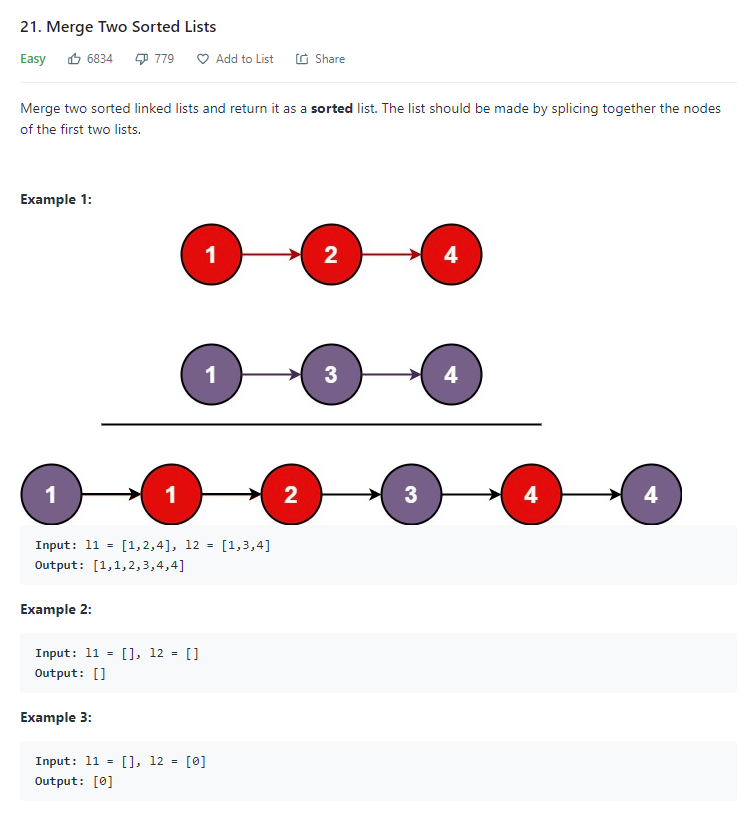 21. Merge Two Sorted Lists
Easy 6834 779 Add to List Share
Merge two sorted linked lists and return it as a sorted list. The list should be made by splicing together the nodes
of the first two lists.
Example 1:
1 2 4
1 3 4
1 1 2 3 4 4
Input: l1 = [1,2,4], l2 = [1,3,4]
Output: [1,1,2,3,4,4]
Example 2:
Input: l1 = [], l2 = []
Output: []
Example 3:
Input: l1 = [], l2 = [0]
Output: [0]